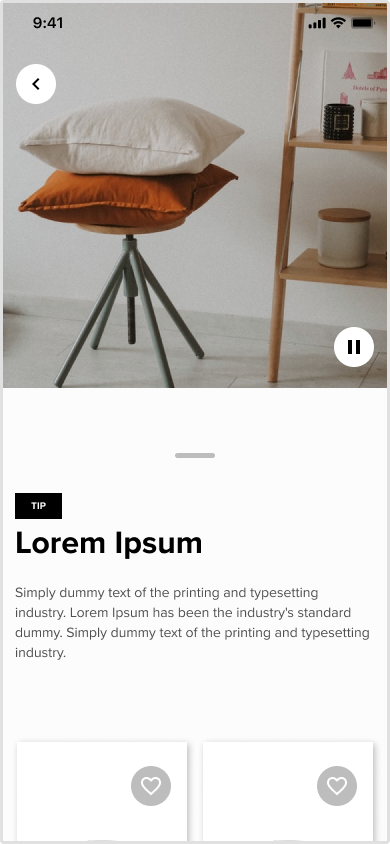 9:41
TIP
Lorem Ipsum
Simply dummy text of the printing and typesetting
industry. Lorem Ipsum has been the industry's standard
dummy. Simply dummy text of the printing and typesetting
industry.